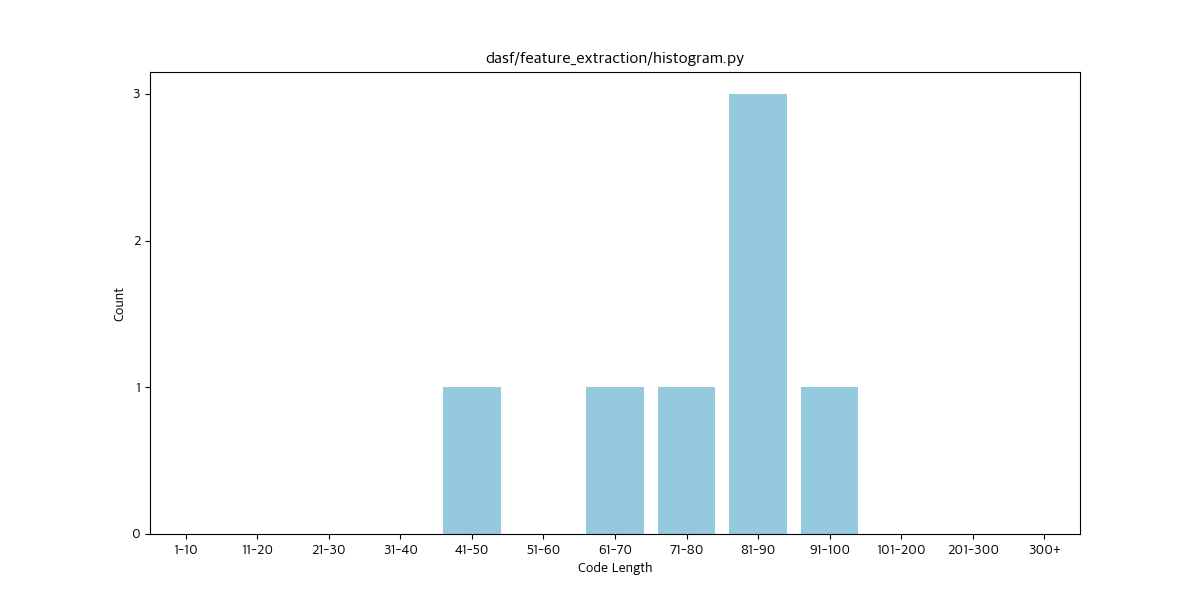 dasf/feature_extraction/histogram.py
3
2
1
0
Count
1-10 11-20 21-30 31-40 41-50 51-60 61-70 71-80 81-90 91-100 101-200 201-300 300+
Code Length